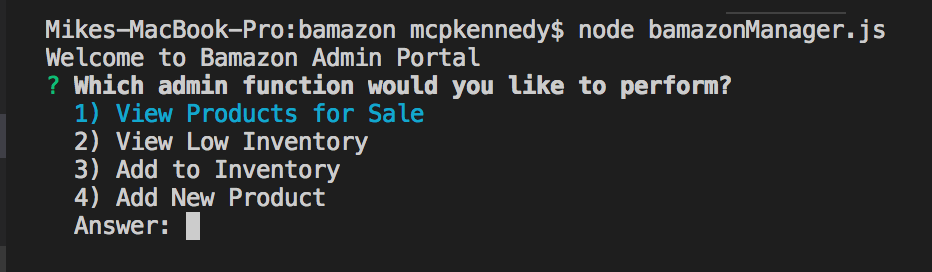 Mikes-MacBook-Pro:bamazon mcpkennedy$ node bamazonManager.js
Welcome to Bamazon Admin Portal
? Which admin function would you like to perform?
1) View Products for Sale
2) View Low Inventory
3) Add to Inventory
4) Add New Product
Answer: